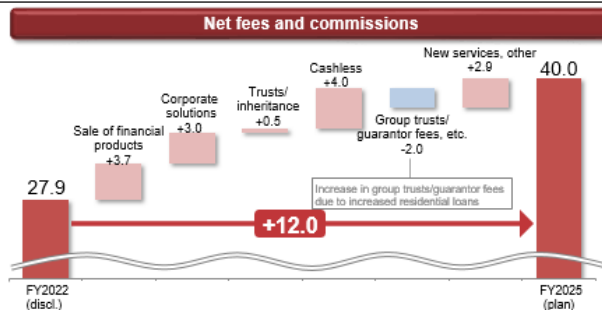 Net fees and commissions
27.9
Sale of financial
products
+3.7
Corporate
solutions
+3.0
Trusts/
inheritance
+0.5
Cashless
+4.0
Group trusts/
guarantor fees, etc.
-2.0
New services, other
+2.9
40.0
Increase in group trusts/guarantor fees
due to increased residential loans
+12.0
FY2022
(discl.)
FY2025
(plan)